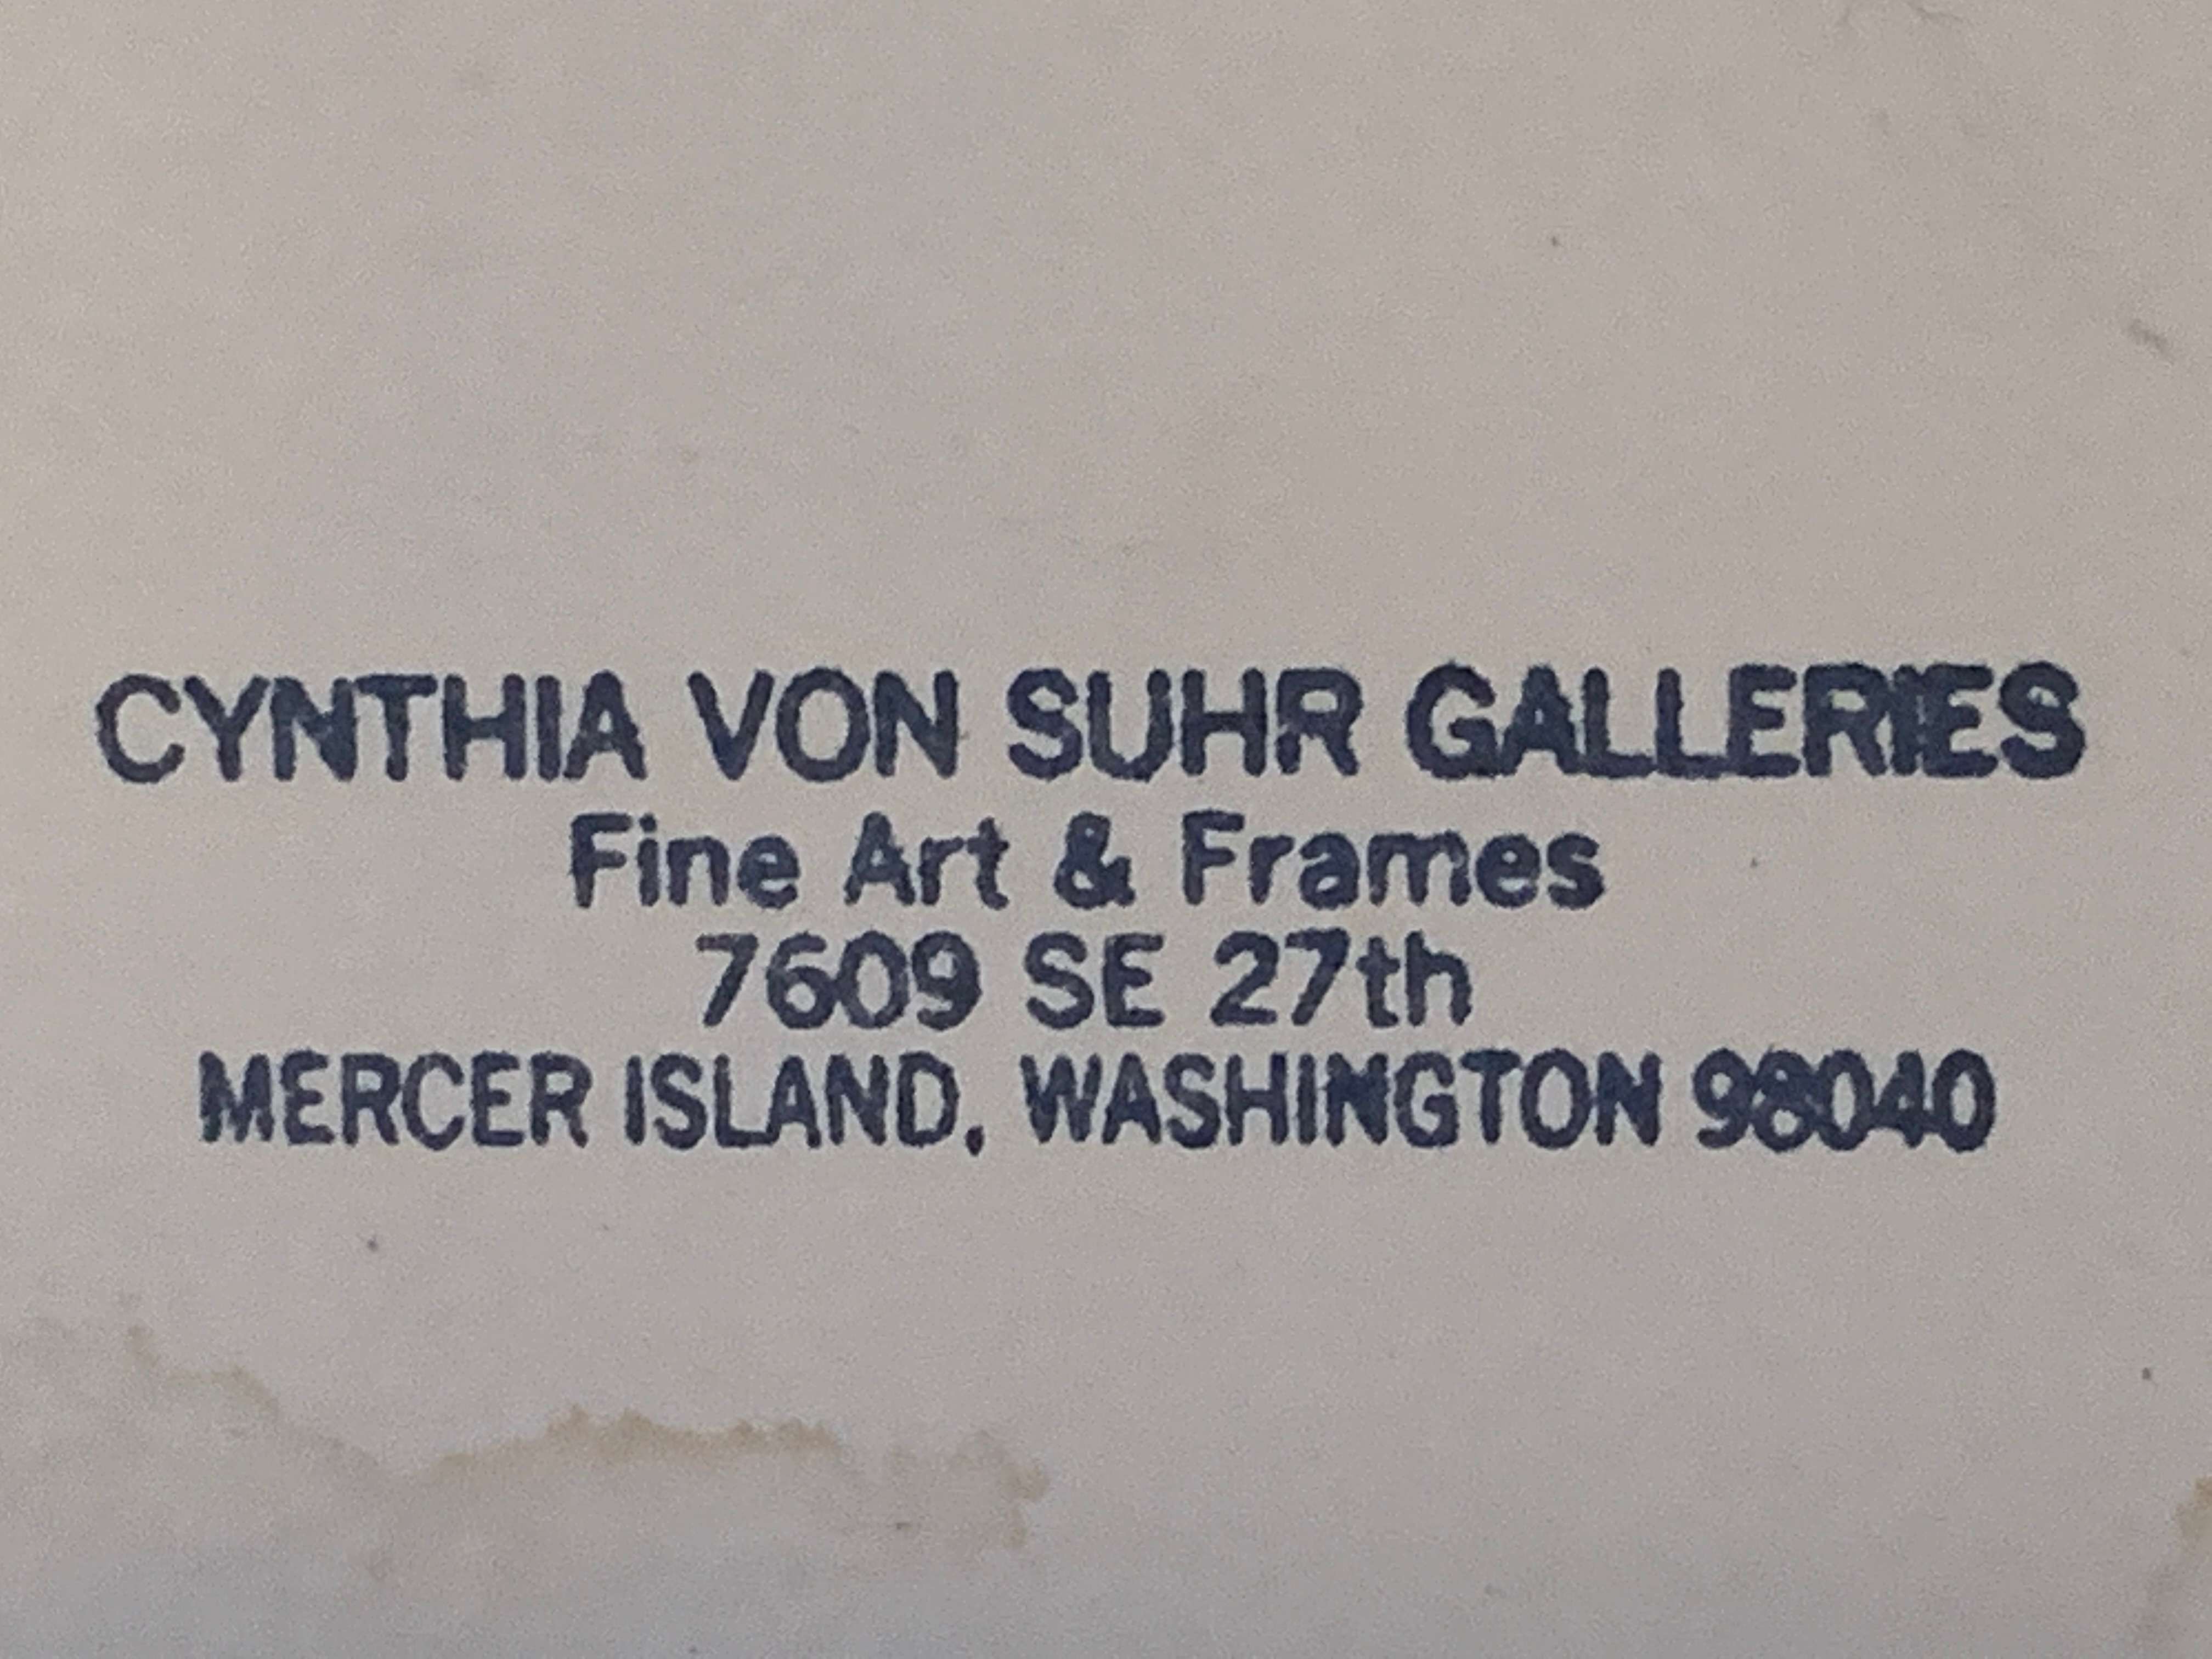 CYNTHIA VON SUHR GALLERIES
Fine Art & Frames
7609 SE 27th
MERCER ISLAND, WASHINGTON 98040